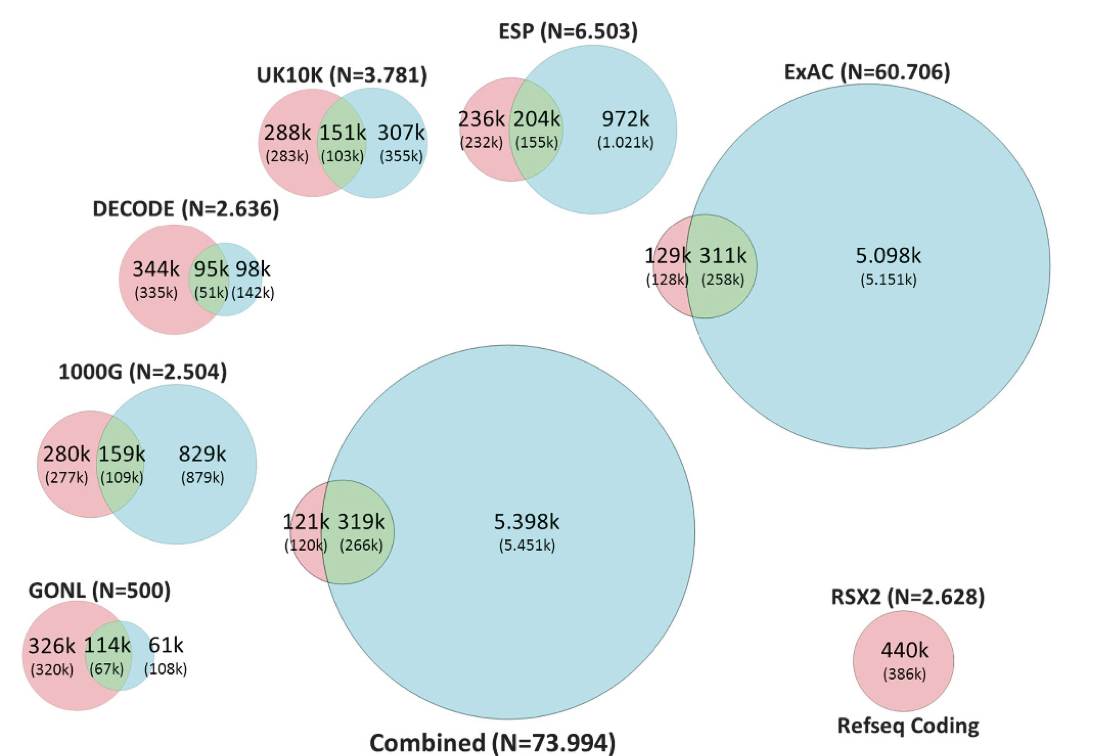 ESP (N=6.503)
236k 204k 972k
(232k) (155k) (1.021k)
UK10K (N=3.781)
288k 151k 307k
(283k) (103k) (355k)
ExAC (N=60.706)
129k 311k 5.098k
(128k) (258k) (5.151k)
DECODE (N=2.636)
344k 95k 98k
(335k) (51k) (142k)
1000G (N=2.504)
280k 159k 829k
(277k) (109k) (879k)
121k 319k 5.398k
(120k) (266k) (5.451k)
Combined (N=73.994)
GONL (N=500)
326k 114k 61k
(320k) (67k) (108k)
RSX2 (N=2.628)
440k
(386k)
Refseq Coding